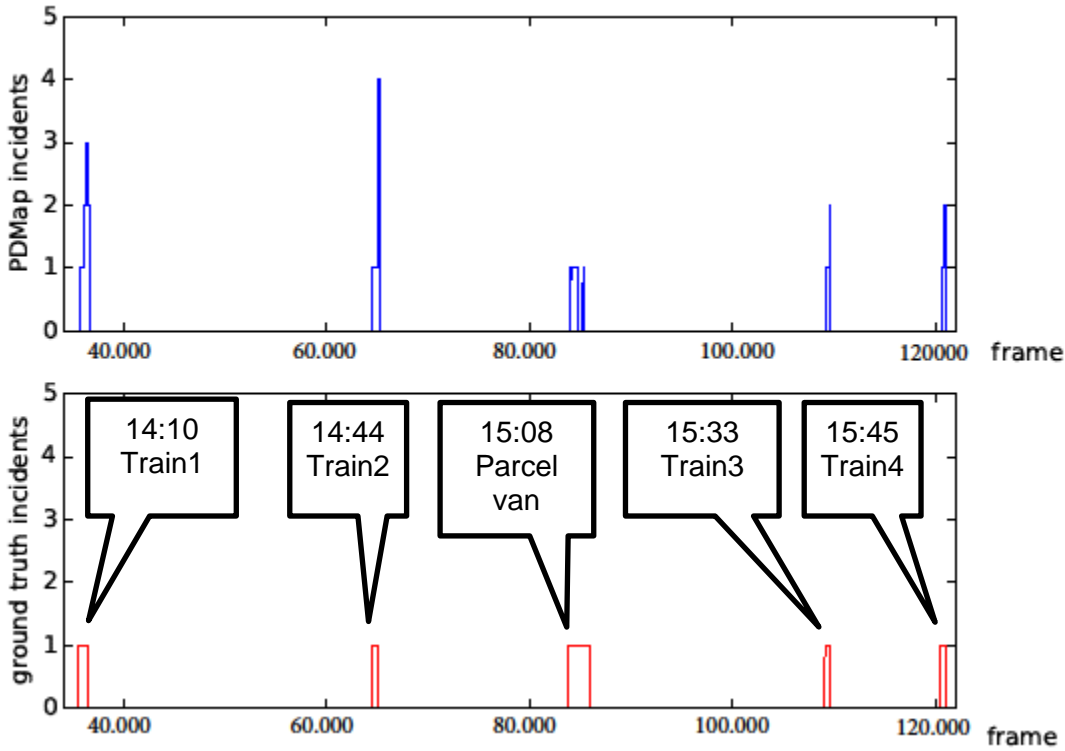 5
4
3
2
1
0
PDMap incidents
40.000 60.000 80.000 100.000 120000 frame
5
4
3
2
1
0
ground truth incidents
14:10
Train1
14:44
Train2
15:08
Parcel
van
15:33
Train3
15:45
Train4
40.000 60.000 80.000 100.000 120.000 frame